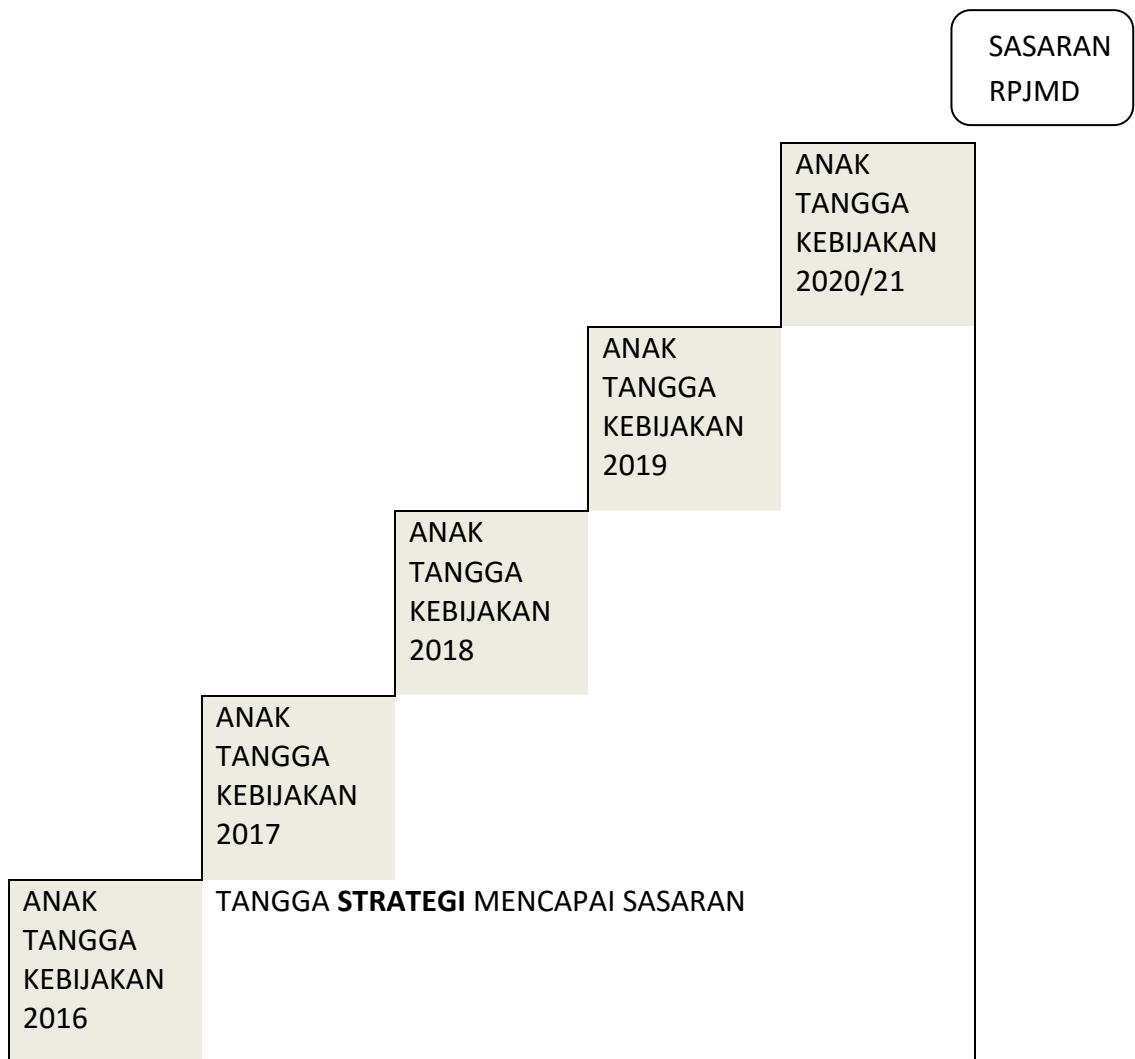 SASARAN
RPJMD
ANAK
TANGGA
KEBIJAKAN
2020/21
ANAK
TANGGA
KEBIJAKAN
2019
ANAK
TANGGA
KEBIJAKAN
2018
ANAK
TANGGA
KEBIJAKAN
2017
ANAK
TANGGA
KEBIJAKAN
2016
TANGGA STRATEGI MENCAPAI SASARAN